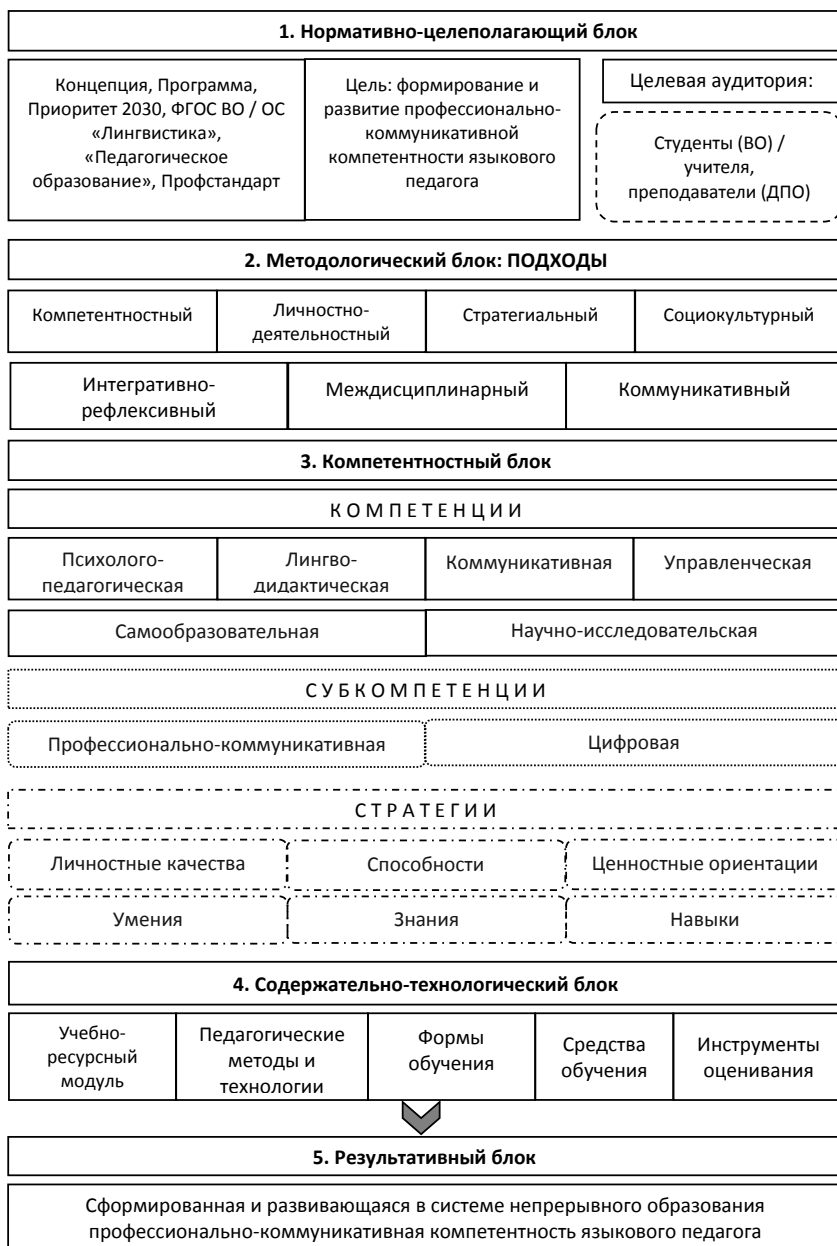 1. Нормативно-целеполагающий блок
Концепция, Программа,
Приоритет 2030, ФГОС ВО / ОС
«Лингвистика»,
«Педагогическое
образование», Профстандарт
Цель: формирование и
развитие профессионально-
коммуникативной
компетентности языкового
педагога
Целевая аудитория:
Студенты (ВО) /
учителя,
преподаватели (ДПО)
2. Методологический блок: ПОДХОДЫ
Компетентностный
Личностно-
деятельностный
Стратегиальный
Социокультурный
Интегративно-
рефлексивный
Междисциплинарный
Коммуникативный
3. Компетентностный блок
К О М П Е Т Е Н Ц И И
Психолого-
педагогическая
Лингво-
дидактическая
Коммуникативная
Управленческая
Самообразовательная
Научно-исследовательская
С У Б К О М П Е Т Е Н Ц И И
Профессионально-коммуникативная
Цифровая
С Т Р А Т Е Г И И
Личностные качества
Способности
Ценностные ориентации
Умения
Знания
Навыки
4. Содержательно-технологический блок
Учебно-
ресурсный
модуль
Педагогические
методы и
технологии
Формы
обучения
Средства
обучения
Инструменты
оценивания
5. Результативный блок
Сформированная и развивающаяся в системе непрерывного образования
профессионально-коммуникативная компетентность языкового педагога